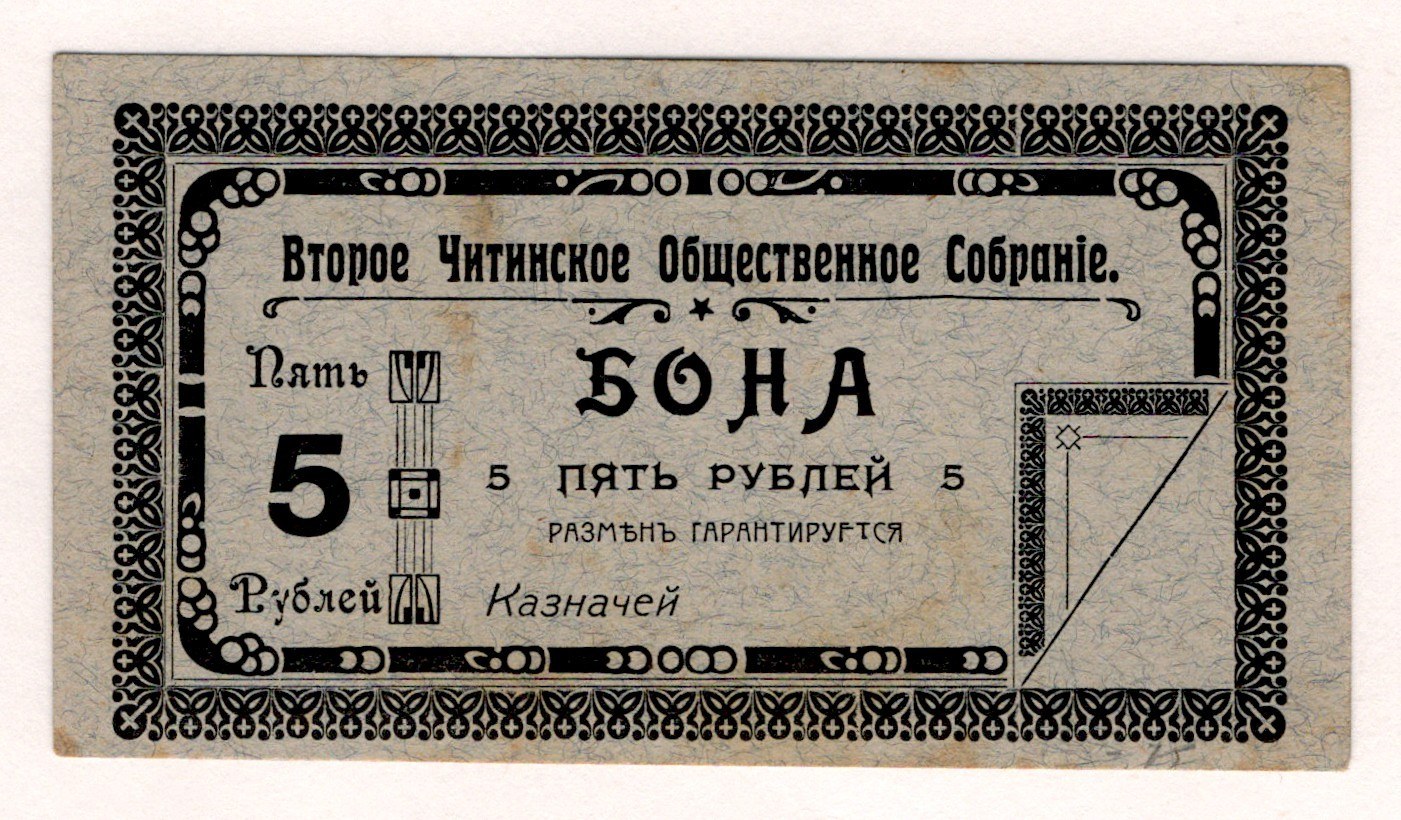 Второе Читинское Общественное Собраніе.
БОНА
Пять
5
Рублей
5 ПЯТЬ РУБЛЕЙ 5
РАЗМѢНЪ ГАРАНТИРУЕТСЯ
Казначей